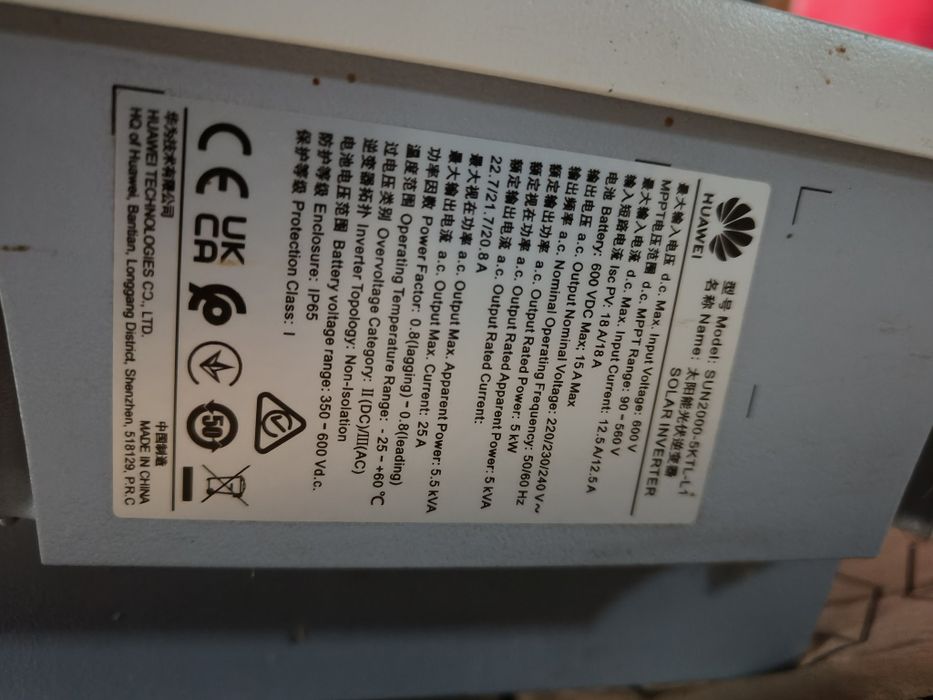 HUAWEI
型号 Model: SUN2000-5KTL-L1
名称 Name: 太阳能光伏逆变器
SOLAR INVERTER
最大输入电压 d.c. Max. Input Voltage: 600 V
MPPT电压范围 d.c. MPPT Range: 90 - 560 V
最大输入电流 d.c. Max. Input Current: 12.5 A/12.5 A
输入短路电流 Isc PV: 18 A/18 A
电池 Battery: 600 VDC Max; 15 A Max
输出电压 a.c. Output Nominal Voltage: 220/230/240 V~
输出频率 a.c. Nominal Operating Frequency: 50/60 Hz
额定输出功率 a.c. Output Rated Power: 5 kW
额定视在功率 a.c. Output Rated Apparent Power: 5 kVA
额定输出电流 a.c. Output Rated Current:
22.7/21.7/20.8 A
最大视在功率 a.c. Output Max. Apparent Power: 5.5 kVA
最大输出电流 a.c. Output Max. Current: 25 A
功率因数 Power Factor: 0.8(lagging) - 0.8(leading)
温度范围 Operating Temperature Range: - 25 ~ +60 ℃
过电压类别 Overvoltage Category: II(DC)/III(AC)
逆变器拓扑 Inverter Topology: Non-Isolation
电池电压范围 Battery voltage range: 350 - 600 Vd.c.
防护等级 Enclosure: IP65
保护等级 Protection Class: I
CE UK CA 50
华为技术有限公司
HUAWEI TECHNOLOGIES CO., LTD.
HQ of Huawei, Bantian, Longgang District, Shenzhen, 518129, P.R.C
中国制造
MADE IN CHINA